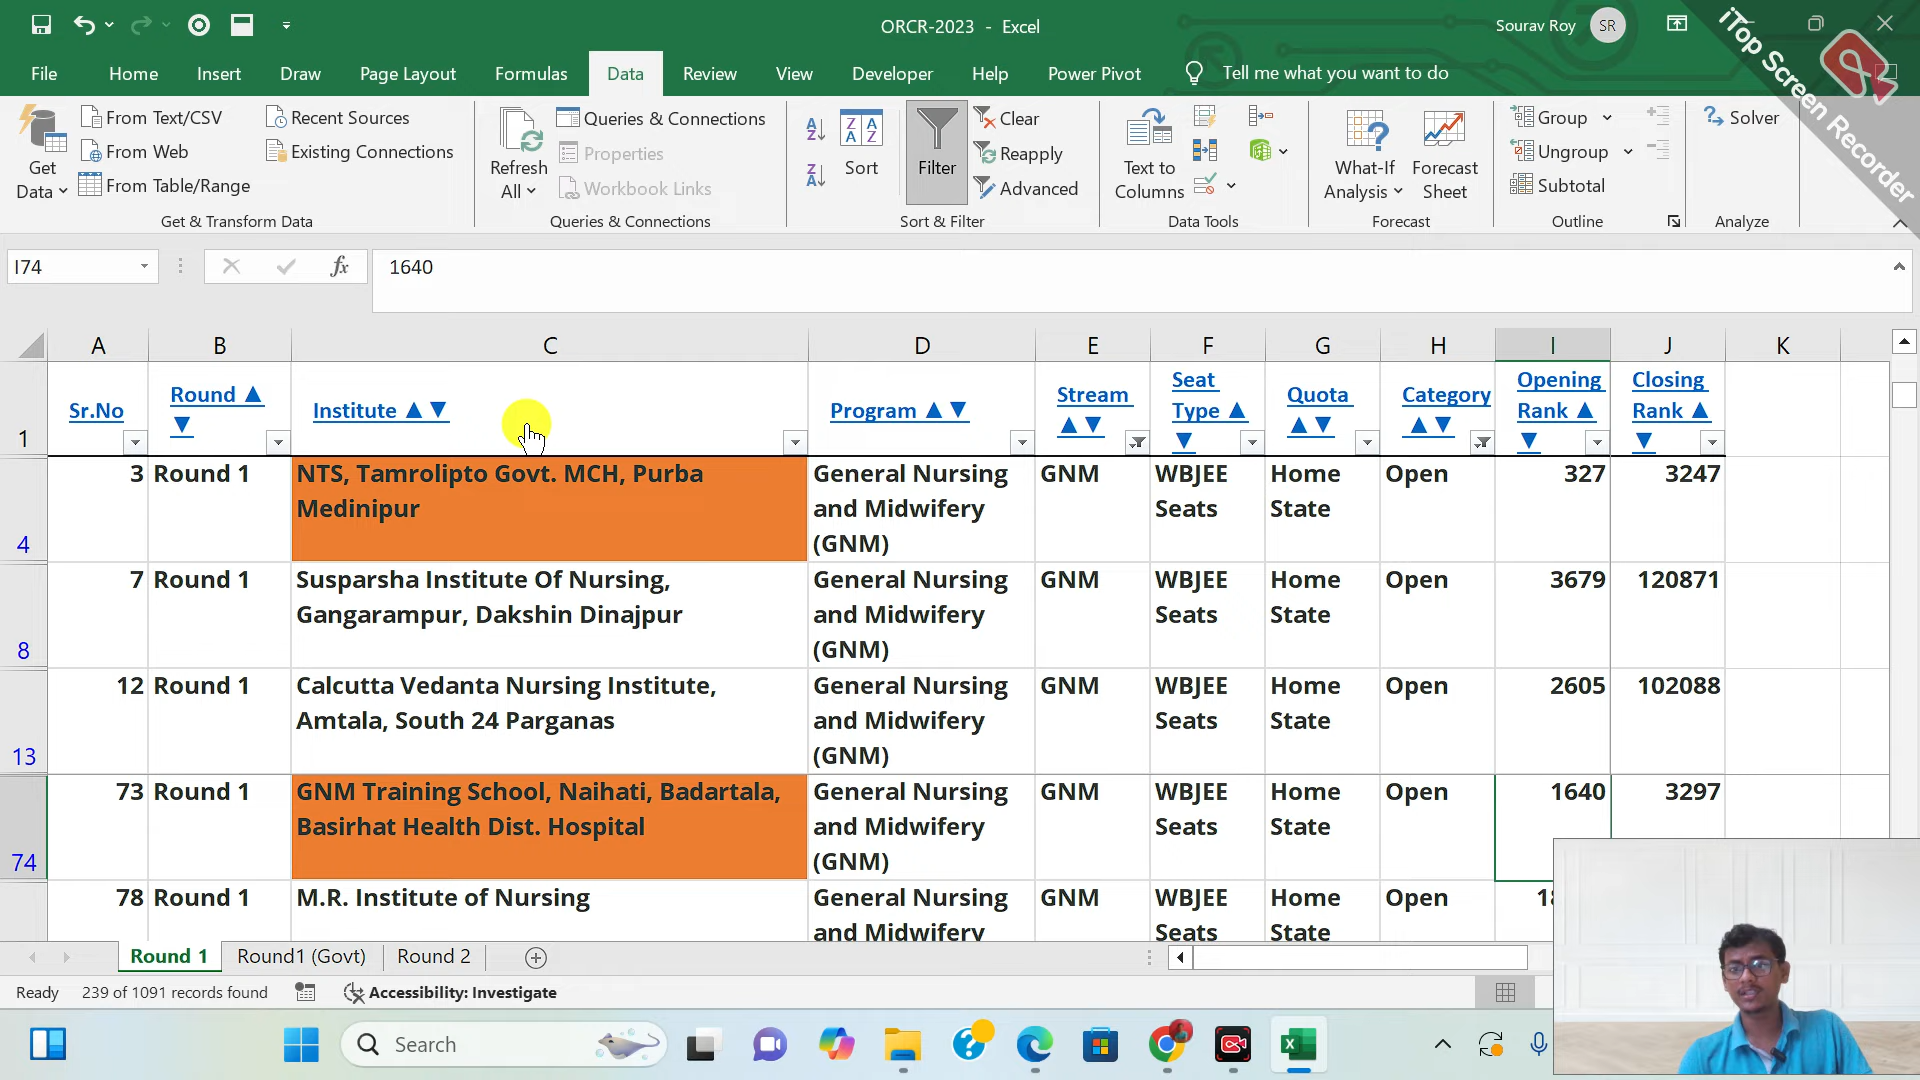 ORCR-2023 - Excel
Sourav Roy SR
iTop Screen Recorder
File Home Insert Draw Page Layout Formulas Data Review View Developer Help Power Pivot Tell me what you want to do
Get Data
From Text/CSV
From Web
From Table/Range
Recent Sources
Existing Connections
Get & Transform Data
Refresh All
Queries & Connections
Properties
Workbook Links
Queries & Connections
Sort
Filter
Clear
Reapply
Advanced
Sort & Filter
Text to Columns
Data Tools
What-If Analysis
Forecast Sheet
Forecast
Group
Ungroup
Subtotal
Outline
Solver
Analyze
I74 fx 1640
A B C D E F G H I J K
1 Sr.No Round ▲ ▼ Institute ▲ ▼ Program ▲ ▼ Stream ▲ ▼ Seat Type ▲ ▼ Quota ▲ ▼ Category ▲ ▼ Opening Rank ▲ ▼ Closing Rank ▲ ▼
3 Round 1 NTS, Tamrolipto Govt. MCH, Purba General Nursing GNM WBJEE Home Open 327 3247
Medinipur and Midwifery Seats State
4 (GNM)
7 Round 1 Susparsha Institute Of Nursing, General Nursing GNM WBJEE Home Open 3679 120871
Gangarampur, Dakshin Dinajpur and Midwifery Seats State
8 (GNM)
12 Round 1 Calcutta Vedanta Nursing Institute, General Nursing GNM WBJEE Home Open 2605 102088
Amtala, South 24 Parganas and Midwifery Seats State
13 (GNM)
73 Round 1 GNM Training School, Naihati, Badartala, General Nursing GNM WBJEE Home Open 1640 3297
Basirhat Health Dist. Hospital and Midwifery Seats State
74 (GNM)
78 Round 1 M.R. Institute of Nursing General Nursing GNM WBJEE Home Open
and Midwifery Seats State
Round 1 Round1 (Govt) Round 2
Ready 239 of 1091 records found Accessibility: Investigate
Search